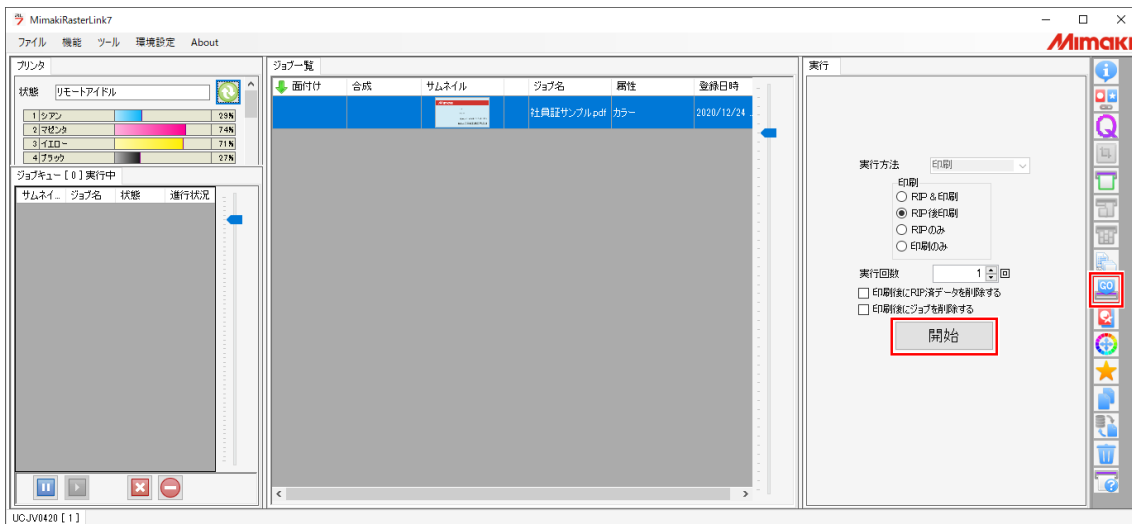 MimakiRasterLink7
ファイル 機能 ツール 環境設定 About
Mimaki
プリンタ
状態 リモートアイドル
1 シアン 29%
2 マゼンタ 74%
3 イエロー 71%
4 ブラック 27%
ジョブキュー [ 0 ] 実行中
サムネイ... ジョブ名 状態 進行状況
ジョブ一覧
面付け 合成 サムネイル ジョブ名 属性 登録日時
社員証サンプル.pdf カラー 2020/12/24 ..
実行
実行方法 印刷
印刷
RIP & 印刷
RIP後印刷
RIPのみ
印刷のみ
実行回数 1 回
印刷後にRIP済データを削除する
印刷後にジョブを削除する
開始
GO
UCJV0420 [ 1 ]